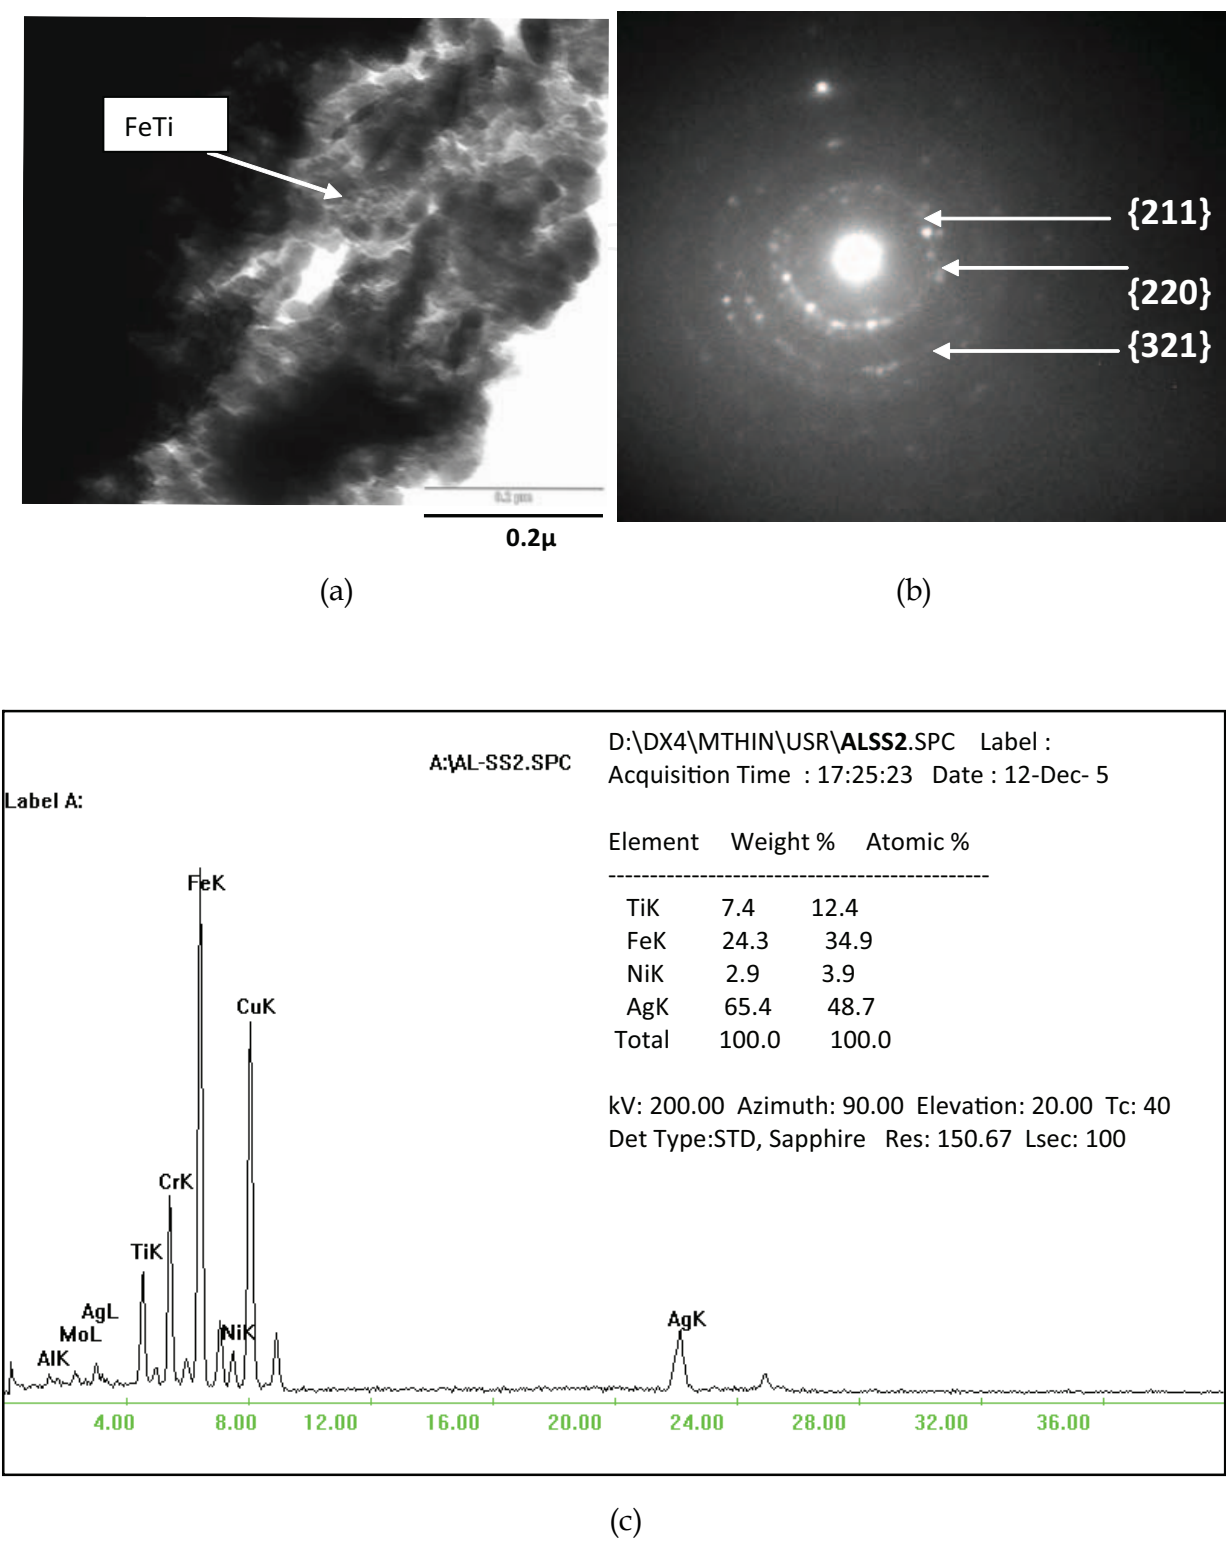 FeTi
{211}
{220}
{321}
0.2 µm
0.2µ
(a)
(b)
A:\AL-SS2.SPC
D:\DX4\MTHIN\USR\ALSS2.SPC Label :
Acquisition Time : 17:25:23 Date : 12-Dec- 5
Label A:
Element Weight % Atomic %
----------------------------------------------
TiK 7.4 12.4
FeK 24.3 34.9
NiK 2.9 3.9
AgK 65.4 48.7
Total 100.0 100.0
kV: 200.00 Azimuth: 90.00 Elevation: 20.00 Tc: 40
Det Type:STD, Sapphire Res: 150.67 Lsec: 100
FeK
CuK
CrK
TiK
AgL
MoL
AlK
NiK
AgK
4.00 8.00 12.00 16.00 20.00 24.00 28.00 32.00 36.00
(c)